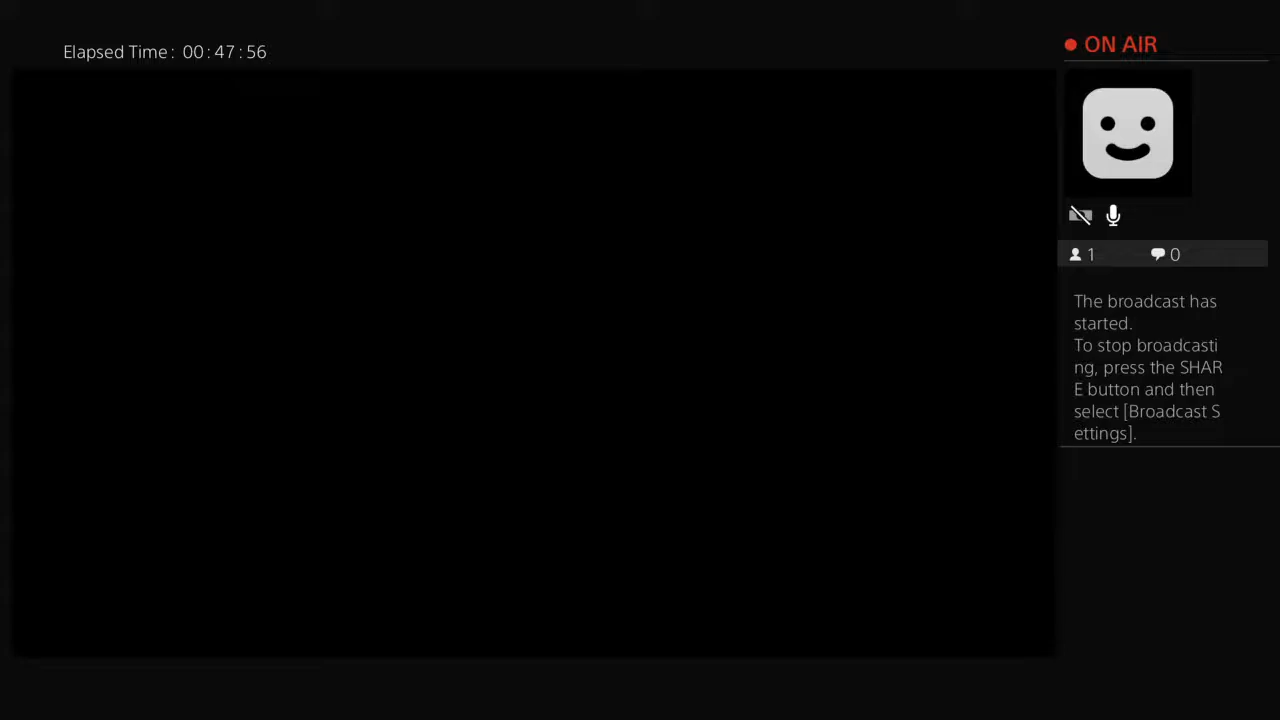 Elapsed Time: 00:47:56
ON AIR
1 0
The broadcast has
started.
To stop broadcasti
ng, press the SHAR
E button and then
select [Broadcast S
ettings].